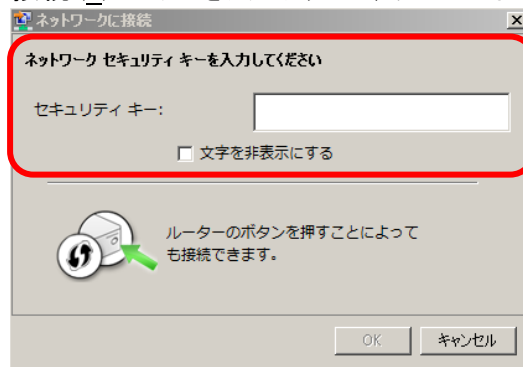 ネットワークに接続
ネットワーク セキュリティ キーを入力してください
セキュリティ キー:
文字を非表示にする
ルーターのボタンを押すことによって
も接続できます。
OK
キャンセル